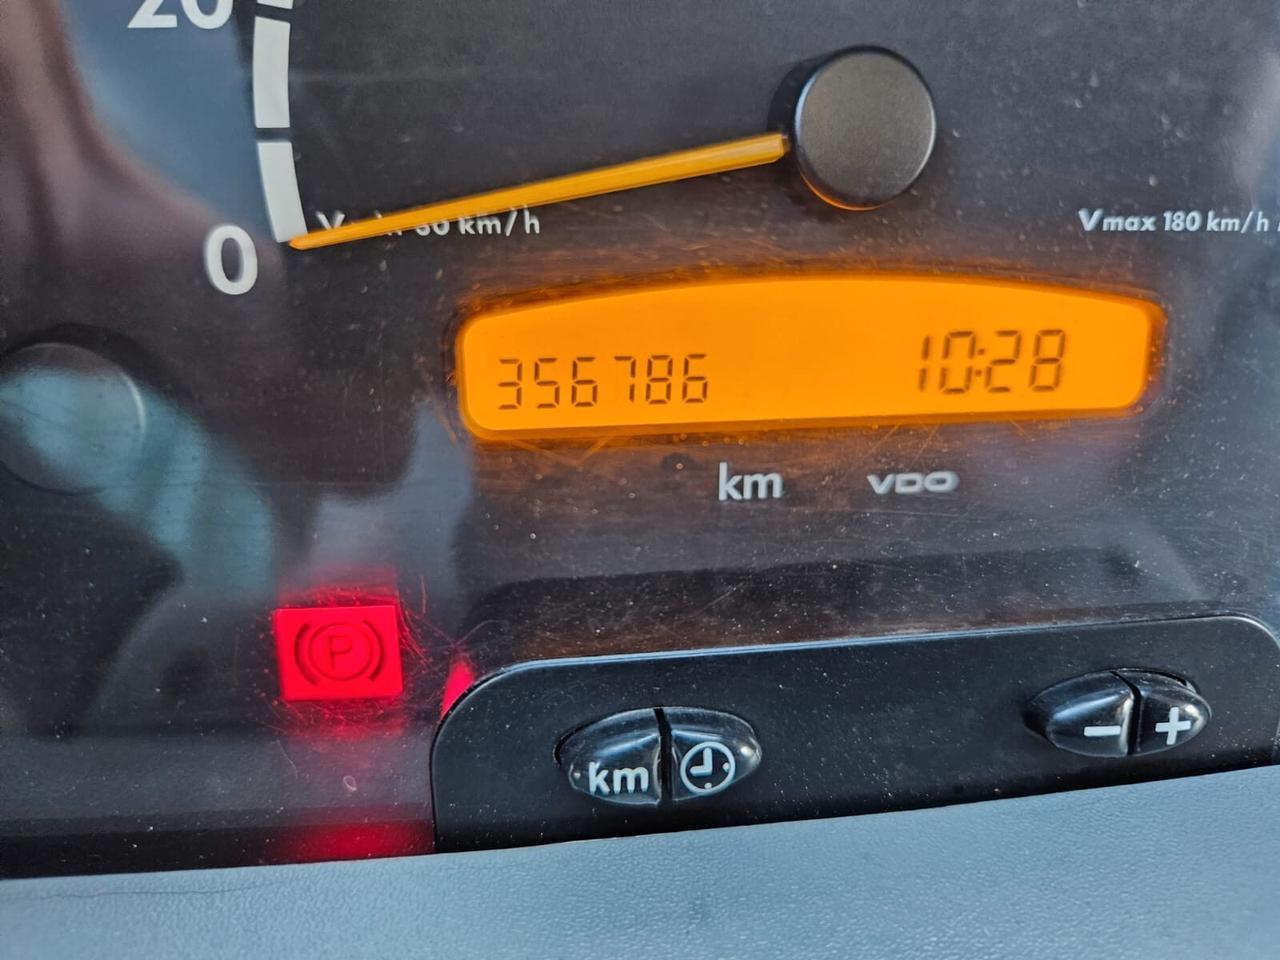 20
0
km/h
Vmax 180 km/h
356786 10:28
km VDO
P
km - +